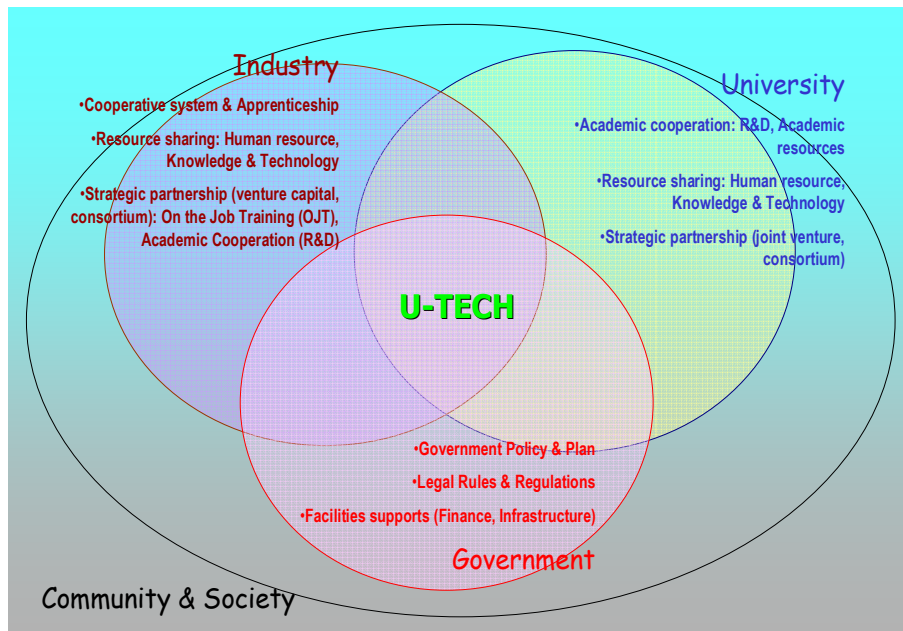 Industry
•Cooperative system & Apprenticeship
•Resource sharing: Human resource,
Knowledge & Technology
•Strategic partnership (venture capital,
consortium): On the Job Training (OJT),
Academic Cooperation (R&D)
University
•Academic cooperation: R&D, Academic
resources
•Resource sharing: Human resource,
Knowledge & Technology
•Strategic partnership (joint venture,
consortium)
U-TECH
•Government Policy & Plan
•Legal Rules & Regulations
•Facilities supports (Finance, Infrastructure)
Government
Community & Society